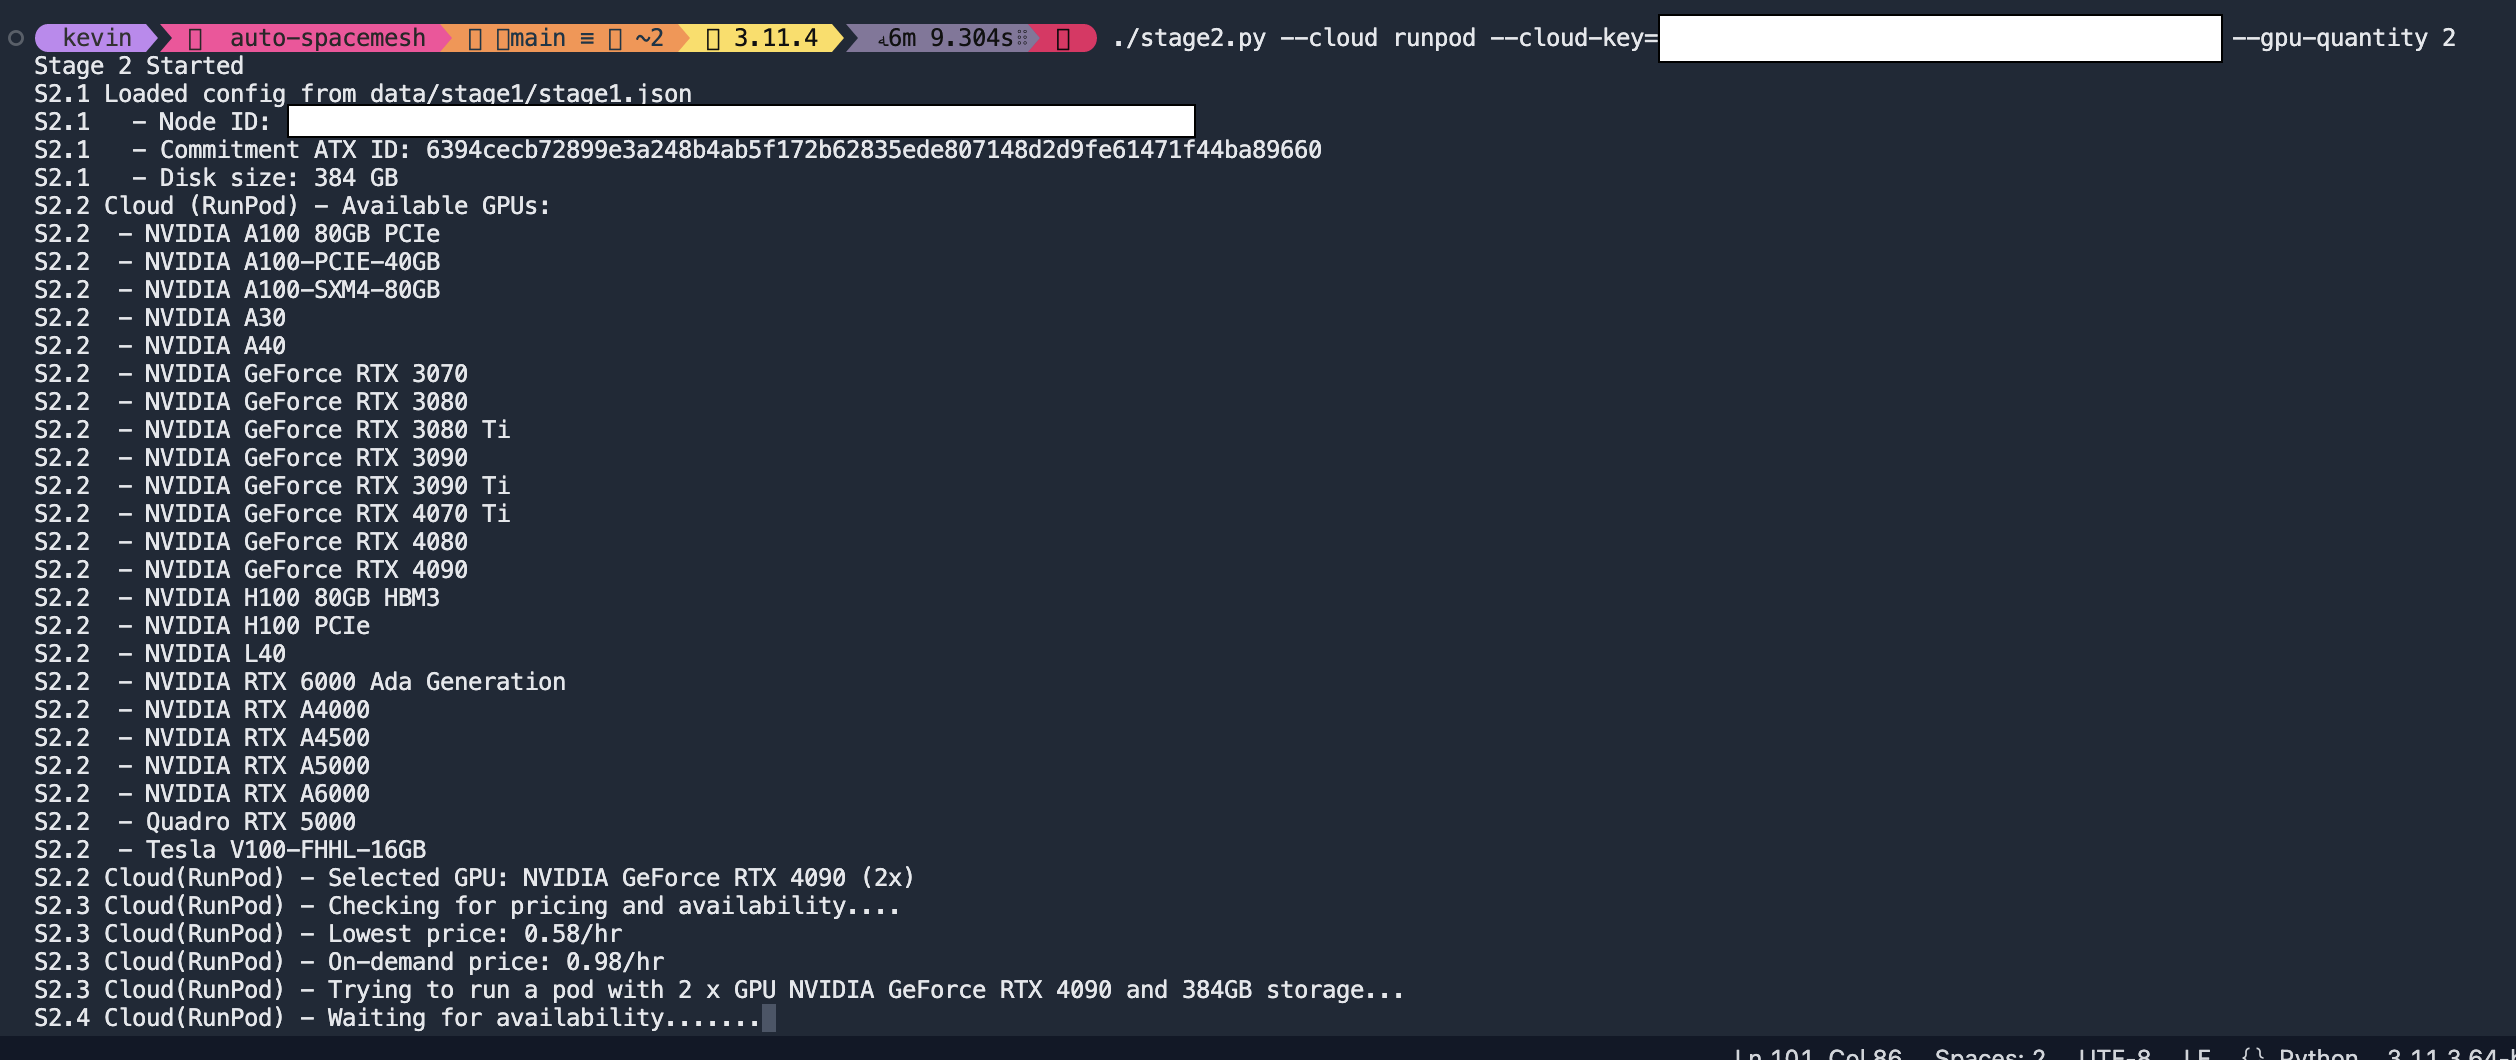 kevin auto-spacemesh main ≡ ~2 3.11.4 6m 9.304s ./stage2.py --cloud runpod --cloud-key= --gpu-quantity 2
Stage 2 Started
S2.1 Loaded config from data/stage1/stage1.json
S2.1 - Node ID:
S2.1 - Commitment ATX ID: 6394cecb72899e3a248b4ab5f172b62835ede807148d2d9fe61471f44ba89660
S2.1 - Disk size: 384 GB
S2.2 Cloud (RunPod) - Available GPUs:
S2.2 - NVIDIA A100 80GB PCIe
S2.2 - NVIDIA A100-PCIE-40GB
S2.2 - NVIDIA A100-SXM4-80GB
S2.2 - NVIDIA A30
S2.2 - NVIDIA A40
S2.2 - NVIDIA GeForce RTX 3070
S2.2 - NVIDIA GeForce RTX 3080
S2.2 - NVIDIA GeForce RTX 3080 Ti
S2.2 - NVIDIA GeForce RTX 3090
S2.2 - NVIDIA GeForce RTX 3090 Ti
S2.2 - NVIDIA GeForce RTX 4070 Ti
S2.2 - NVIDIA GeForce RTX 4080
S2.2 - NVIDIA GeForce RTX 4090
S2.2 - NVIDIA H100 80GB HBM3
S2.2 - NVIDIA H100 PCIe
S2.2 - NVIDIA L40
S2.2 - NVIDIA RTX 6000 Ada Generation
S2.2 - NVIDIA RTX A4000
S2.2 - NVIDIA RTX A4500
S2.2 - NVIDIA RTX A5000
S2.2 - NVIDIA RTX A6000
S2.2 - Quadro RTX 5000
S2.2 - Tesla V100-FHHL-16GB
S2.2 Cloud(RunPod) - Selected GPU: NVIDIA GeForce RTX 4090 (2x)
S2.3 Cloud(RunPod) - Checking for pricing and availability....
S2.3 Cloud(RunPod) - Lowest price: 0.58/hr
S2.3 Cloud(RunPod) - On-demand price: 0.98/hr
S2.3 Cloud(RunPod) - Trying to run a pod with 2 x GPU NVIDIA GeForce RTX 4090 and 384GB storage...
S2.4 Cloud(RunPod) - Waiting for availability.......
Ln 101, Col 86 Spaces: 2 UTF-8 LF {} Python 3.11.3 64-